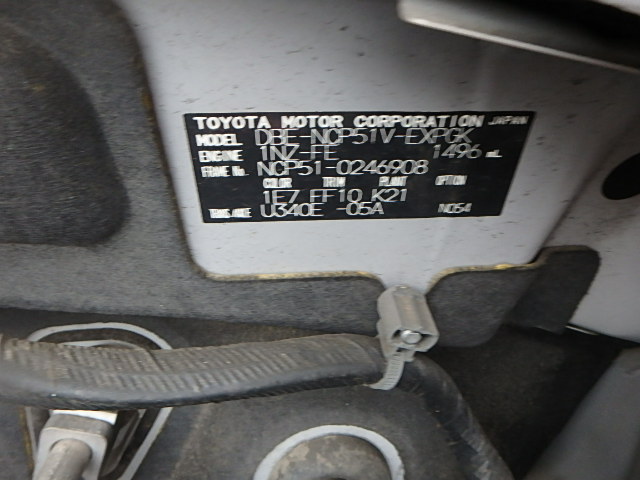 TOYOTA MOTOR CORPORATION JAPAN
MODEL DBE-NCP51V-EXPGK
ENGINE 1NZ-FE 1496 mL
FRAME No. NCP51-0246908
COLOR TRIM PLANT OPTION
1E7 FF10 K21
TRANS/AXLE U340E -05A N054